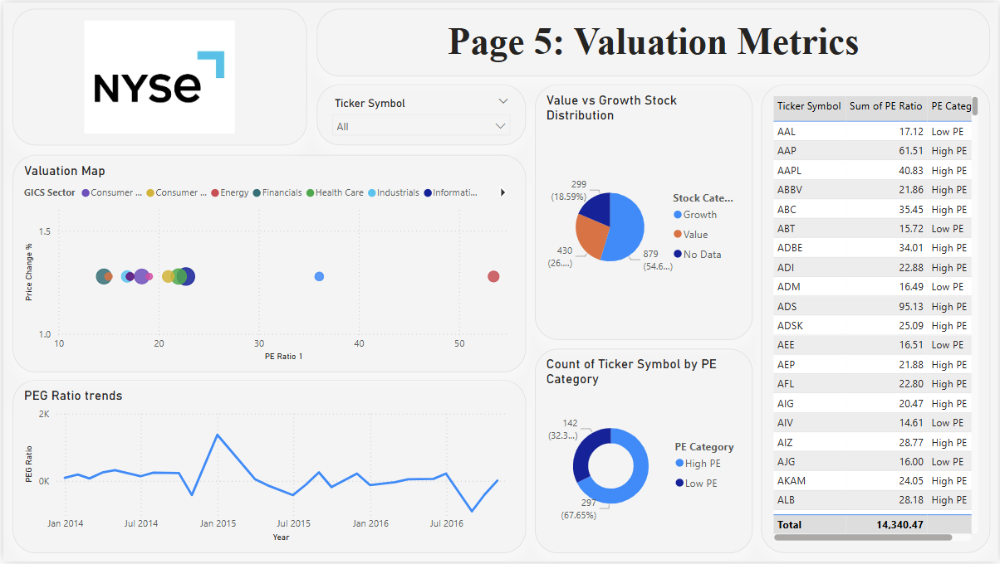 NYSE
Page 5: Valuation Metrics
Ticker Symbol
All
Valuation Map
GICS Sector Consumer ... Consumer ... Energy Financials Health Care Industrials Informati...
Price Change %
1.5
1.0
10 20 30 40 50
PE Ratio 1
PEG Ratio trends
PEG Ratio
2K
0K
Jan 2014 Jul 2014 Jan 2015 Jul 2015 Jan 2016 Jul 2016
Year
Value vs Growth Stock
Distribution
299
(18.59%)
430
(26....)
879
(54.6...)
Stock Cate...
Growth
Value
No Data
Count of Ticker Symbol by PE
Category
142
(32.3...)
297
(67.65%)
PE Category
High PE
Low PE
Ticker Symbol Sum of PE Ratio PE Categ
AAL 17.12 Low PE
AAP 61.51 High PE
AAPL 40.83 High PE
ABBV 21.86 High PE
ABC 35.45 High PE
ABT 15.72 Low PE
ADBE 34.01 High PE
ADI 22.88 High PE
ADM 16.49 Low PE
ADS 95.13 High PE
ADSK 25.09 High PE
AEE 16.51 Low PE
AEP 21.88 High PE
AFL 22.80 High PE
AIG 20.47 High PE
AIV 14.61 Low PE
AIZ 28.77 High PE
AJG 16.00 Low PE
AKAM 24.05 High PE
ALB 28.18 High PE
Total 14,340.47